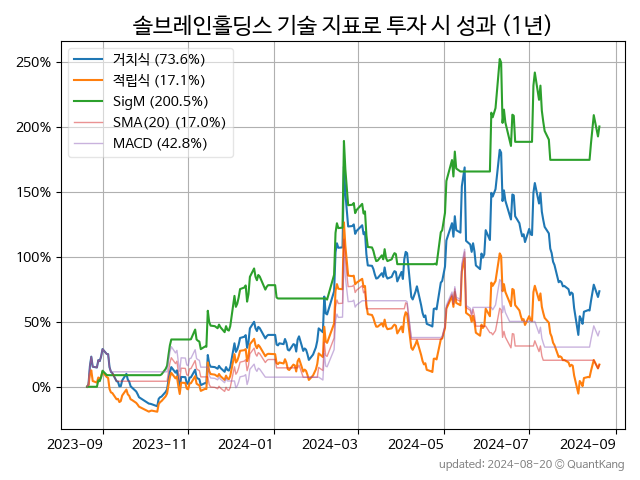 솔브레인홀딩스 기술 지표로 투자 시 성과 (1년)
거치식 (73.6%)
적립식 (17.1%)
SigM (200.5%)
SMA(20) (17.0%)
MACD (42.8%)
250%
200%
150%
100%
50%
0%
2023-09 2023-11 2024-01 2024-03 2024-05 2024-07 2024-09
updated: 2024-08-20 © QuantKang